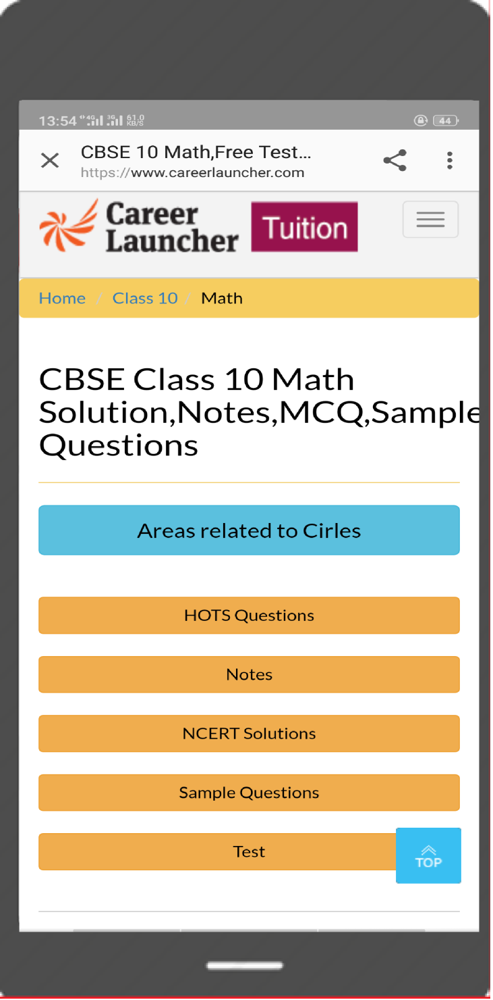 13:54 4G 3G 61.0 KB/S 44
CBSE 10 Math,Free Test...
https://www.careerlauncher.com
Career
Launcher
Tuition
Home / Class 10 / Math
CBSE Class 10 Math
Solution,Notes,MCQ,Sample
Questions
Areas related to Cirles
HOTS Questions
Notes
NCERT Solutions
Sample Questions
Test
TOP